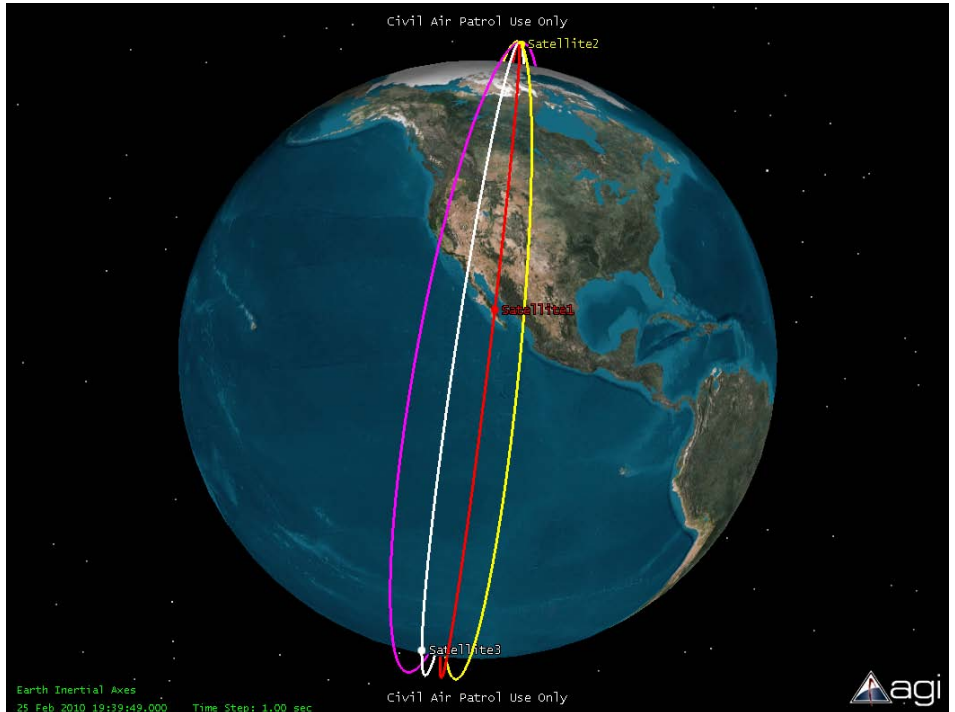 Civil Air Patrol Use Only
Satellite2
Satellite1
Satellite3
Earth Inertial Axes
Civil Air Patrol Use Only
25 Feb 2010 19:39:49.000 Time Step: 1.00 sec
agi